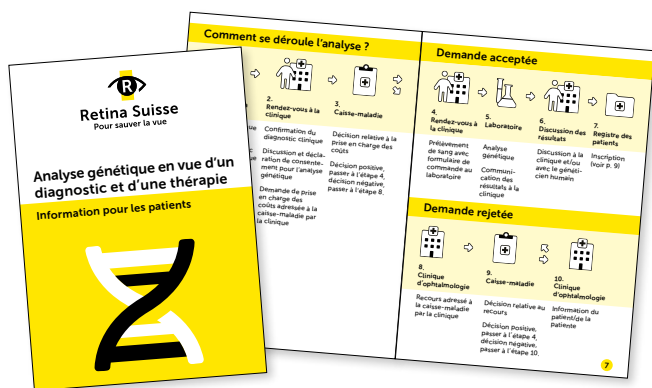 R
Retina Suisse
Pour sauver la vue
Analyse génétique en vue d'un
diagnostic et d'une thérapie
Information pour les patients
Comment se déroule l'analyse ?
2.
Rendez-vous à la
clinique
Confirmation du
diagnostic clinique
Discussion et décla-
ration de consente-
ment pour l'analyse
génétique
Demande de prise
en charge des
coûts adressée à la
caisse-maladie par
la clinique
3.
Caisse-maladie
Décision relative à la
prise en charge des
coûts
Décision positive,
passer à l'étape 4,
décision négative,
passer à l'étape 8.
Demande acceptée
4.
Rendez-vous à
la clinique
Prélèvement
de sang avec
formulaire de
commande au
laboratoire
5.
Laboratoire
Analyse
génétique
Communi-
cation des
résultats à la
clinique
6.
Discussion des
résultats
Discussion à la
clinique et/ou
avec le généti-
cien humain
7.
Registre des
patients
Inscription
(voir p. 9)
Demande rejetée
8.
Clinique
d'ophtalmologie
Recours adressé à
la caisse-maladie
par la clinique
9.
Caisse-maladie
Décision relative au
recours
Décision positive,
passer à l'étape 4,
décision négative,
passer à l'étape 10.
10.
Clinique
d'ophtalmologie
Information du
patient/de la
patiente
7